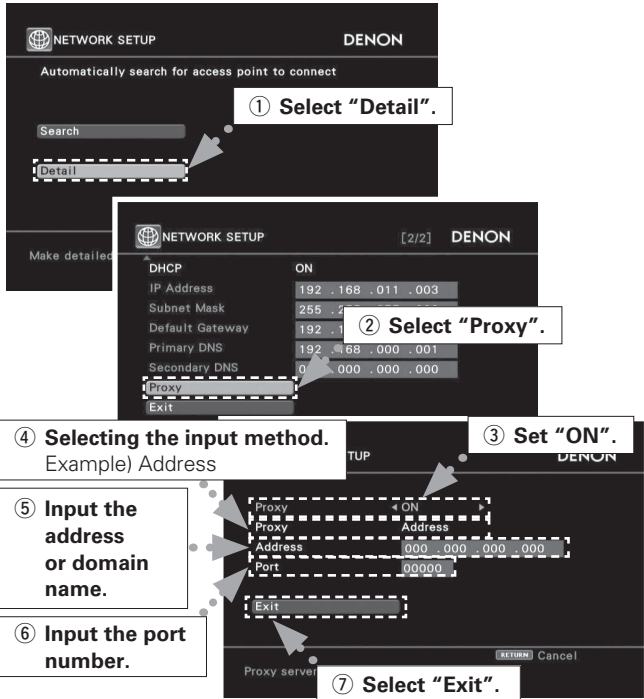 NETWORK SETUP DENON
Automatically search for access point to connect
① Select “Detail”.
Search
Detail
Make detailed
NETWORK SETUP [2/2] DENON
DHCP ON
IP Address 192 .168 .011 .003
Subnet Mask 255
② Select “Proxy”.
Default Gateway 192
Primary DNS 192 .168 .000 .001
Secondary DNS .000 .000 .000
Proxy
Exit
④ Selecting the input method.
Example) Address
③ Set “ON”.
TUP DENON
Proxy ◀ ON ▶
Proxy Address
⑤ Input the
address
or domain
name.
Address 000 .000 .000 .000
Port 00000
Exit
⑥ Input the port
number.
RETURN Cancel
Proxy server
⑦ Select “Exit”.